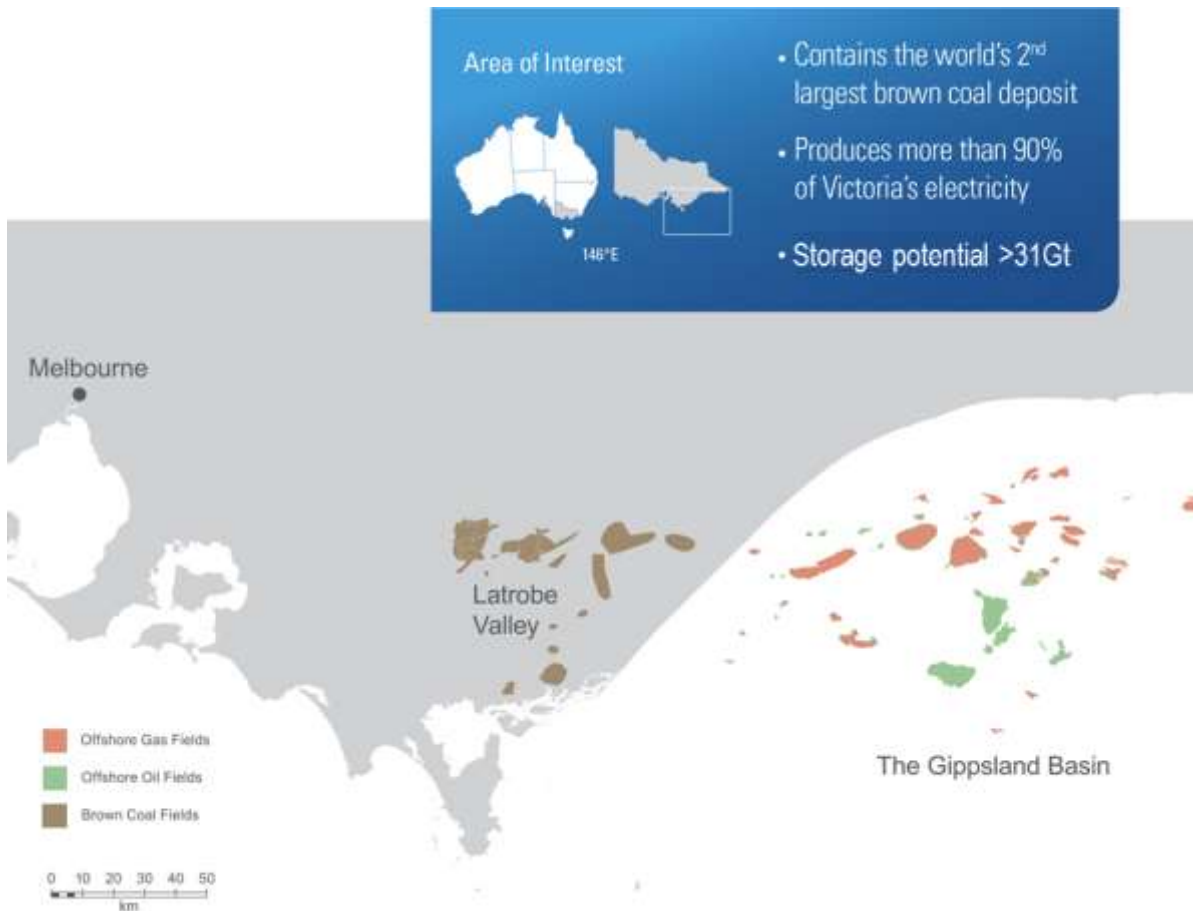 Area of Interest
146°E
• Contains the world's 2nd
largest brown coal deposit
• Produces more than 90%
of Victoria's electricity
• Storage potential >31Gt
Melbourne
Latrobe
Valley
The Gippsland Basin
Offshore Gas Fields
Offshore Oil Fields
Brown Coal Fields
0 10 20 30 40 50
km